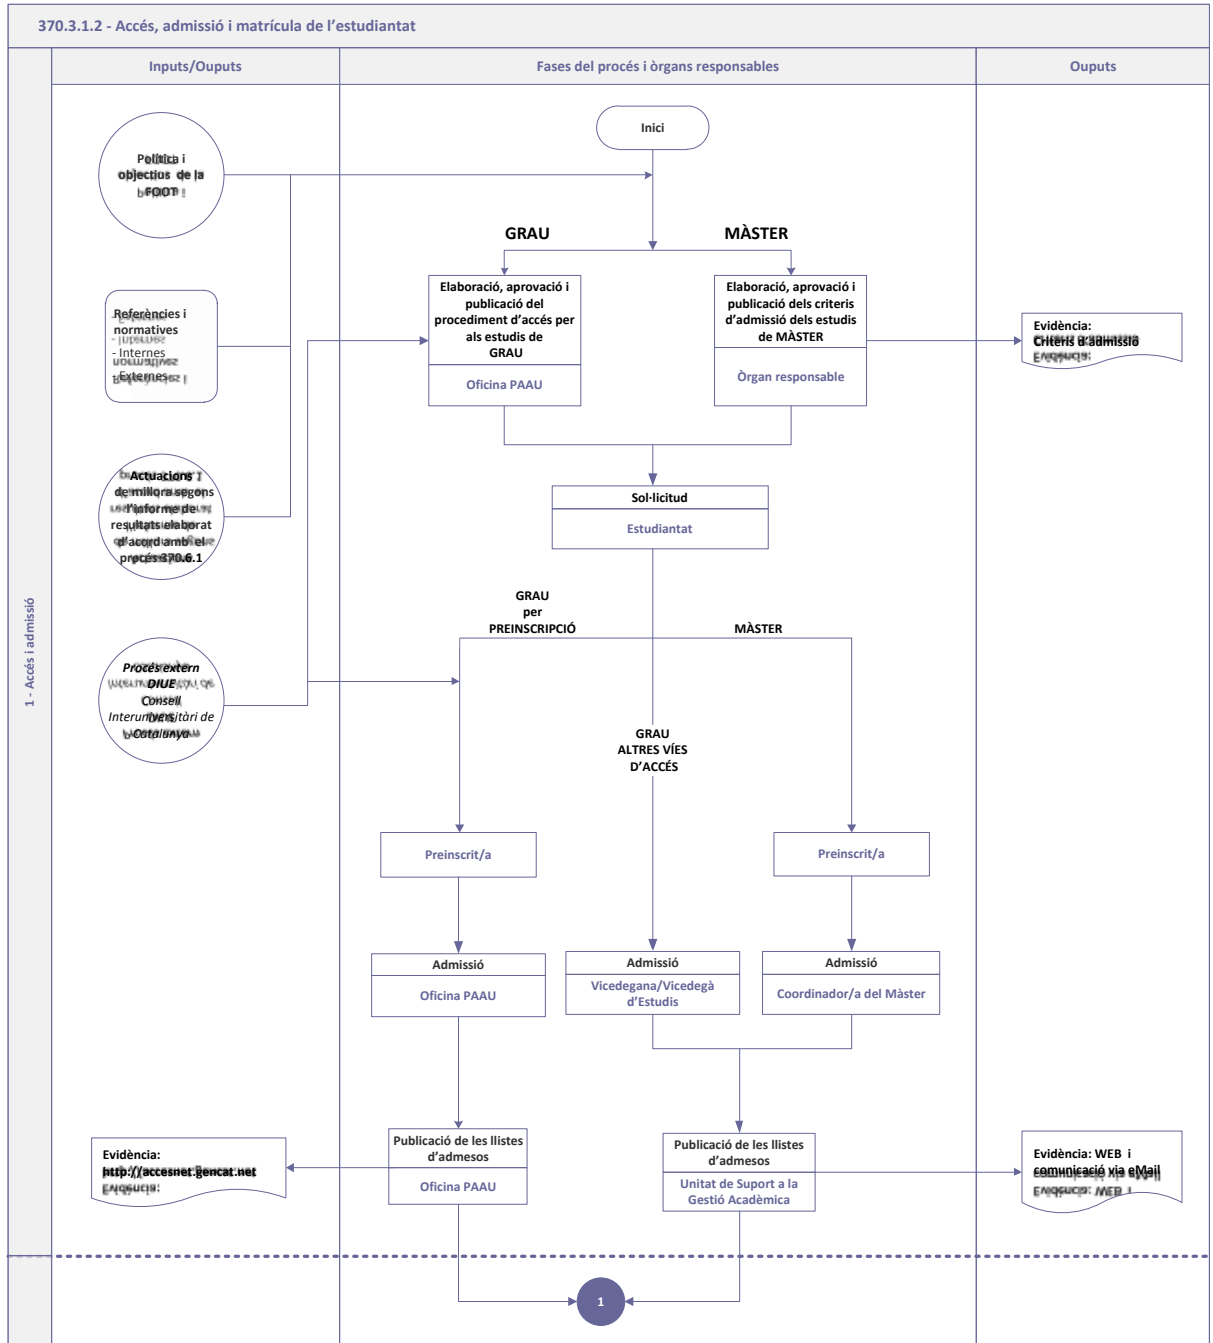 370.3.1.2 - Accés, admissió i matrícula de l'estudiantat
Inputs/Ouputs
Fases del procés i òrgans responsables
Ouputs
1 - Accés i admissió
Inici
Política i
objectius de la
FOOT
GRAU
MÀSTER
Elaboració, aprovació i
publicació del
procediment d'accés per
als estudis de
GRAU
Oficina PAAU
Elaboració, aprovació i
publicació dels criteris
d'admissió dels estudis
de MÀSTER
Òrgan responsable
Referències i
normatives
- Internes
- Externes
Evidència:
Criteris d'admissió
Actuacions
de millora segons
l'informe de
resultats elaborat
d'acord amb el
procés 370.6.1
Sol·licitud
Estudiantat
GRAU
per
PREINSCRIPCIÓ
MÀSTER
Procés extern
DIUE
Consell
Interuniversitàri de
Catalunya
GRAU
ALTRES VÍES
D'ACCÉS
Preinscrit/a
Preinscrit/a
Admissió
Oficina PAAU
Admissió
Vicedegana/Vicedegà
d'Estudis
Admissió
Coordinador/a del Màster
Evidència:
http://accesnet.gencat.net
Publicació de les llistes
d'admesos
Oficina PAAU
Publicació de les llistes
d'admesos
Unitat de Suport a la
Gestió Acadèmica
Evidència: WEB i
comunicació via eMail
1